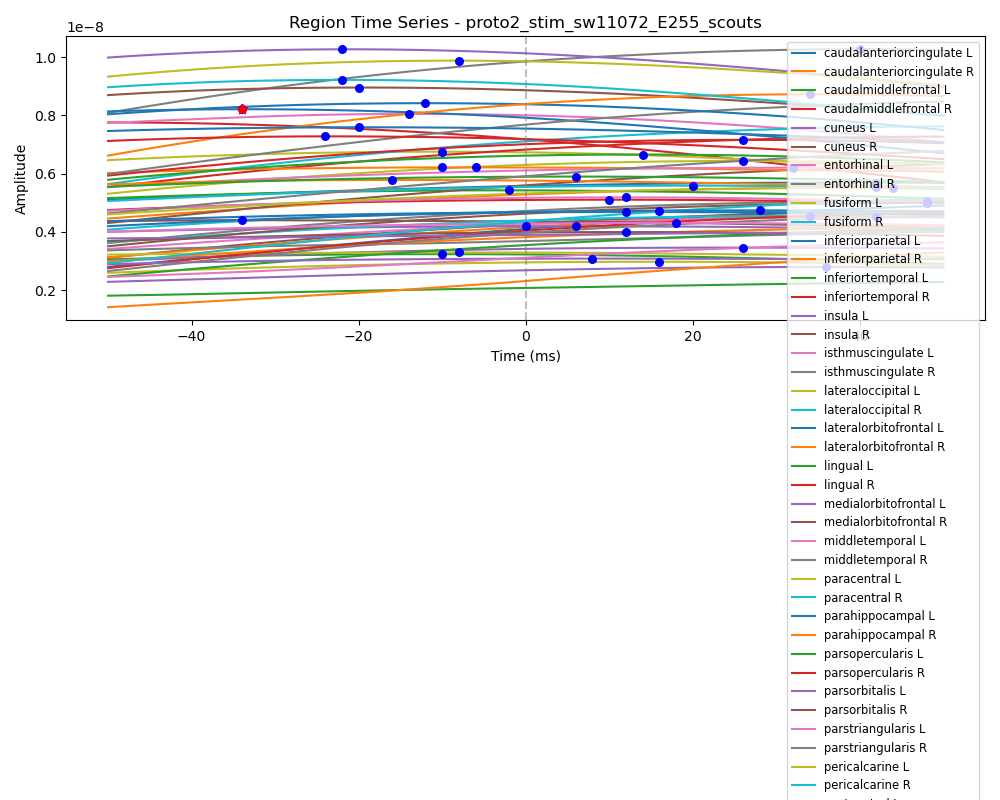 Region Time Series - proto2_stim_sw11072_E255_scouts
1e−8
1.0
0.8
0.6
0.4
0.2
Amplitude
−40
−20
0
20
Time (ms)
caudalanteriorcingulate L
caudalanteriorcingulate R
caudalmiddlefrontal L
caudalmiddlefrontal R
cuneus L
cuneus R
entorhinal L
entorhinal R
fusiform L
fusiform R
inferiorparietal L
inferiorparietal R
inferiortemporal L
inferiortemporal R
insula L
insula R
isthmuscingulate L
isthmuscingulate R
lateraloccipital L
lateraloccipital R
lateralorbitofrontal L
lateralorbitofrontal R
lingual L
lingual R
medialorbitofrontal L
medialorbitofrontal R
middletemporal L
middletemporal R
paracentral L
paracentral R
parahippocampal L
parahippocampal R
parsopercularis L
parsopercularis R
parsorbitalis L
parsorbitalis R
parstriangularis L
parstriangularis R
pericalcarine L
pericalcarine R